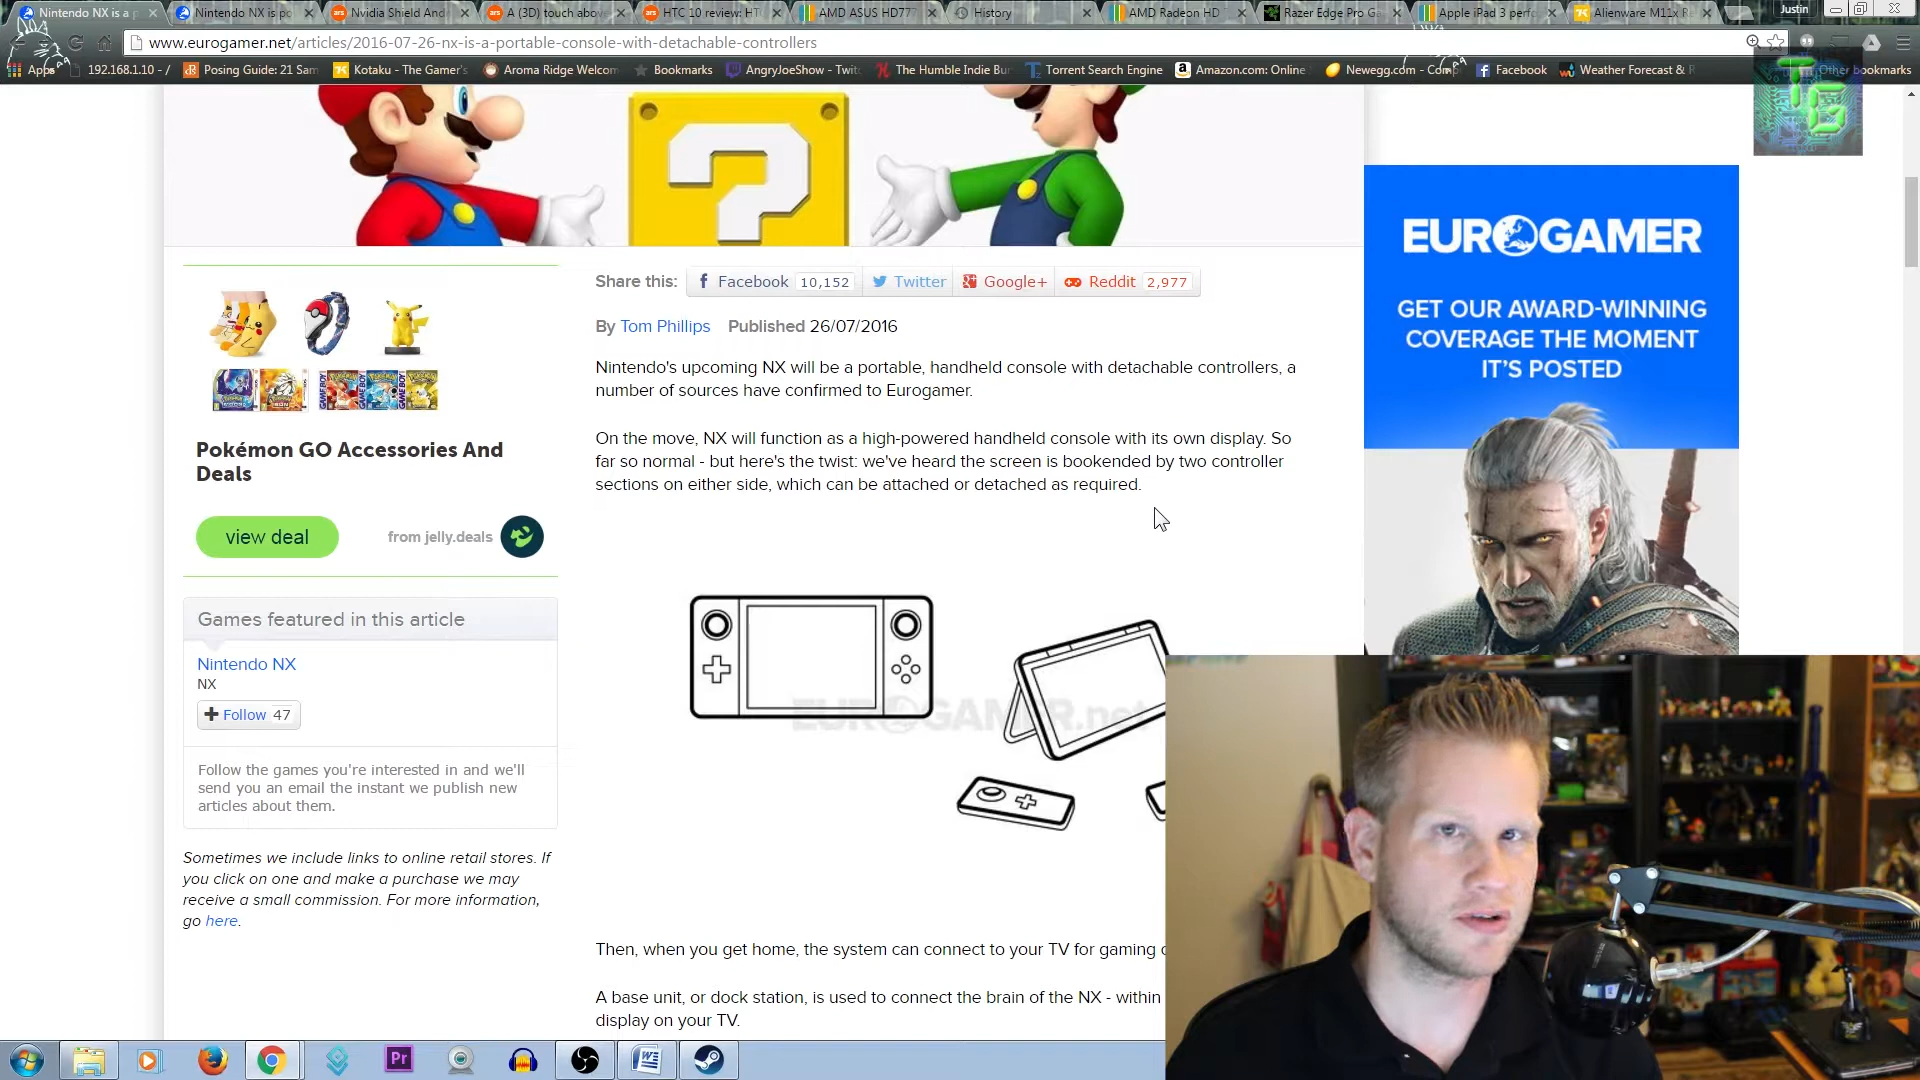 Nintendo NX is a p
Nintendo NX is po
Nvidia Shield And
A (3D) touch abov
HTC 10 review: HT
AMD ASUS HD777
History
AMD Radeon HD
Razer Edge Pro Ga
Apple iPad 3 perf
Alienware M11x R
Justin
www.eurogamer.net/articles/2016-07-26-nx-is-a-portable-console-with-detachable-controllers
Apps
192.168.1.10 - /
Posing Guide: 21 Sam
Kotaku - The Gamer's
Aroma Ridge Welcom
Bookmarks
AngryJoeShow - Twit
The Humble Indie Bu
Torrent Search Engine
Amazon.com: Online
Newegg.com - Comp
Facebook
Weather Forecast & R
Other bookmarks
TG
Share this:
Facebook 10,152
Twitter
Google+
Reddit 2,977
By Tom Phillips Published 26/07/2016
Nintendo's upcoming NX will be a portable, handheld console with detachable controllers, a
number of sources have confirmed to Eurogamer.
On the move, NX will function as a high-powered handheld console with its own display. So
far so normal - but here's the twist: we've heard the screen is bookended by two controller
sections on either side, which can be attached or detached as required.
EUROGAMER.net
Then, when you get home, the system can connect to your TV for gaming
A base unit, or dock station, is used to connect the brain of the NX - within
display on your TV.
Pokémon GO Accessories And
Deals
view deal
from jelly.deals
Games featured in this article
Nintendo NX
NX
Follow 47
Follow the games you're interested in and we'll
send you an email the instant we publish new
articles about them.
Sometimes we include links to online retail stores. If
you click on one and make a purchase we may
receive a small commission. For more information,
go here.
EUROGAMER
GET OUR AWARD-WINNING
COVERAGE THE MOMENT
IT'S POSTED
Pr